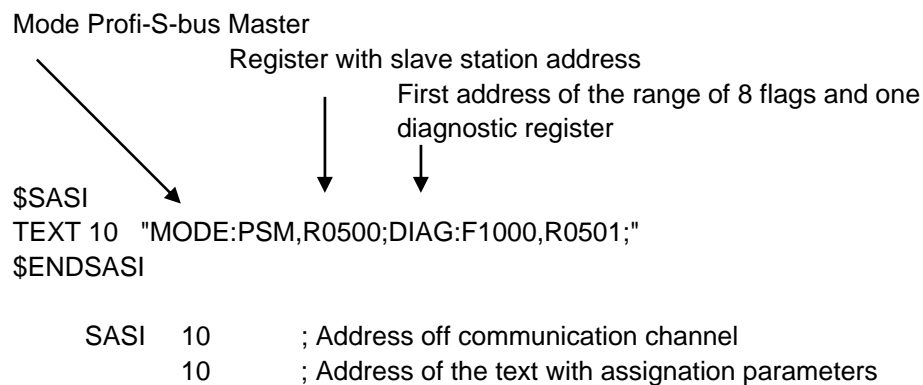 Mode Profi-S-bus Master
Register with slave station address
First address of the range of 8 flags and one
diagnostic register
$SASI
TEXT 10 "MODE:PSM,R0500;DIAG:F1000,R0501;"
$ENDSASI
SASI 10 ; Address off communication channel
10 ; Address of the text with assignation parameters